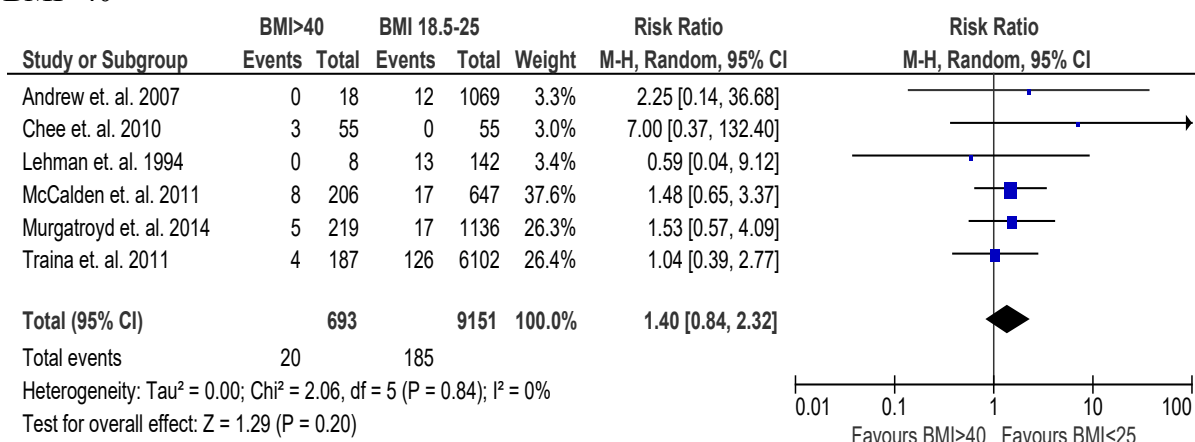 BMI>40 BMI 18.5-25 Risk Ratio Risk Ratio
Study or Subgroup Events Total Events Total Weight M-H, Random, 95% CI M-H, Random, 95% CI
Andrew et. al. 2007 0 18 12 1069 3.3% 2.25 [0.14, 36.68]
Chee et. al. 2010 3 55 0 55 3.0% 7.00 [0.37, 132.40]
Lehman et. al. 1994 0 8 13 142 3.4% 0.59 [0.04, 9.12]
McCalden et. al. 2011 8 206 17 647 37.6% 1.48 [0.65, 3.37]
Murgatroyd et. al. 2014 5 219 17 1136 26.3% 1.53 [0.57, 4.09]
Traina et. al. 2011 4 187 126 6102 26.4% 1.04 [0.39, 2.77]
Total (95% CI) 693 9151 100.0% 1.40 [0.84, 2.32]
Total events 20 185
Heterogeneity: Tau² = 0.00; Chi² = 2.06, df = 5 (P = 0.84); I² = 0%
Test for overall effect: Z = 1.29 (P = 0.20)
0.01 0.1 1 10 100
Favours BMI>40 Favours BMI<25